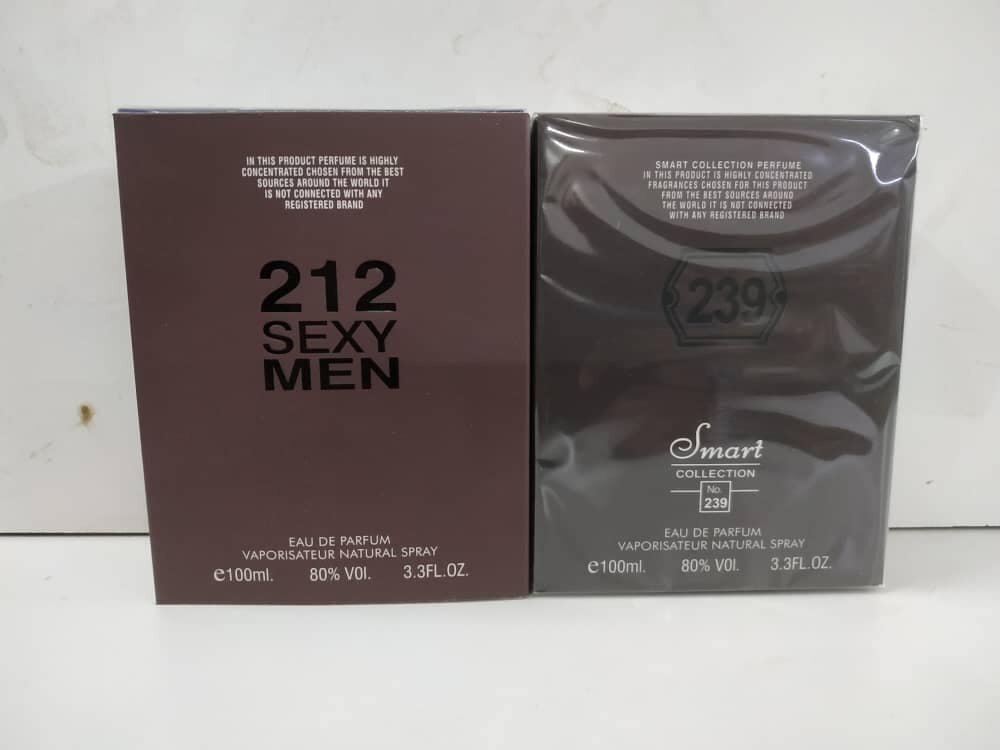 IN THIS PRODUCT PERFUME IS HIGHLY
CONCENTRATED CHOSEN FROM THE BEST
SOURCES AROUND THE WORLD IT
IS NOT CONNECTED WITH ANY
REGISTERED BRAND
212
SEXY
MEN
EAU DE PARFUM
VAPORISATEUR NATURAL SPRAY
e100ml. 80% VOl. 3.3FL.OZ.
SMART COLLECTION PERFUME
IN THIS PRODUCT IS HIGHLY CONCENTRATED
FRAGRANCES CHOSEN FOR THIS PRODUCT
FROM THE BEST SOURCES AROUND
THE WORLD IT IS NOT CONNECTED
WITH ANY REGISTERED BRAND
239
Smart
COLLECTION
No.
239
EAU DE PARFUM
VAPORISATEUR NATURAL SPRAY
e100ml. 80% VOl. 3.3FL.OZ.